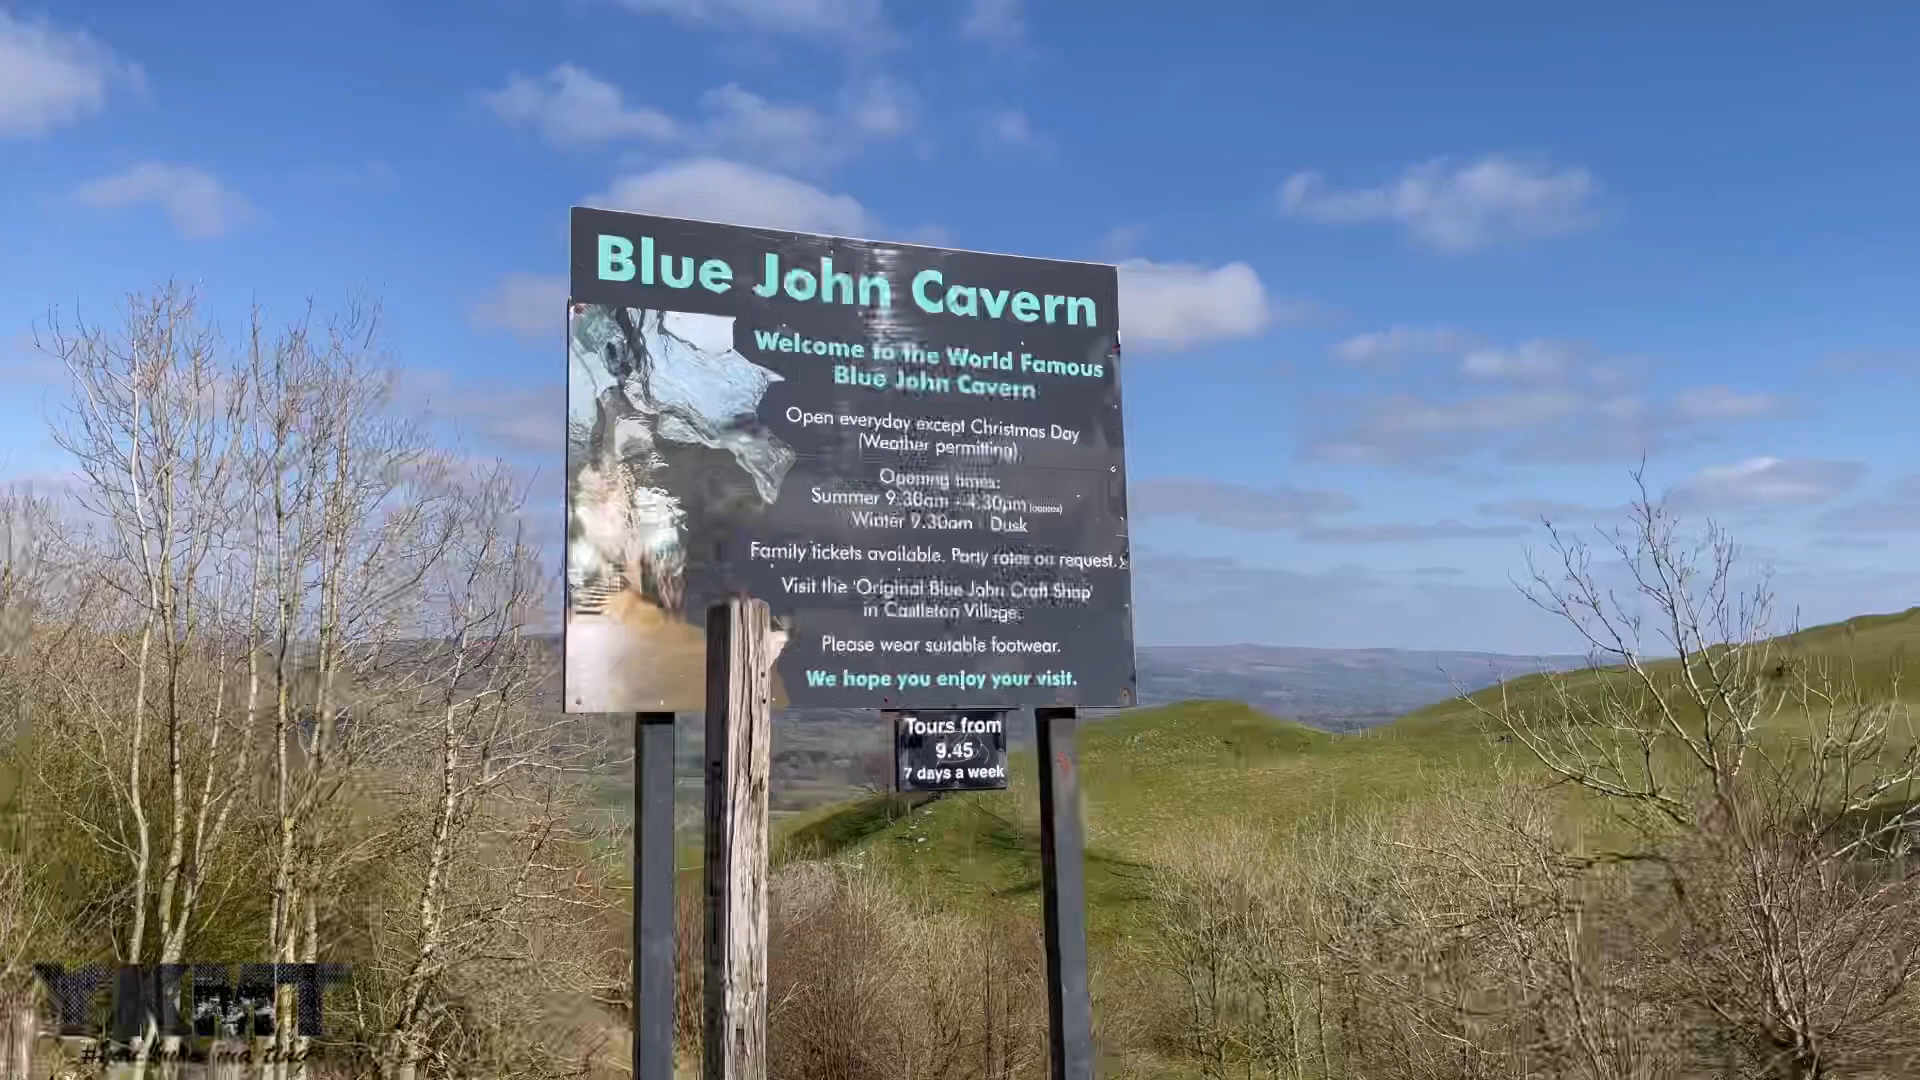 Blue John Cavern
Welcome to the World Famous
Blue John Cavern
Open everyday except Christmas Day
(Weather permitting)
Opening times:
Summer 9.30am - 4.30pm (approx)
Winter 9.30am Dusk
Family tickets available. Party rates on request.
Visit the 'Original Blue John Craft Shop'
in Castleton Village.
Please wear suitable footwear.
We hope you enjoy your visit.
Tours from
9.45
7 days a week
YKMT